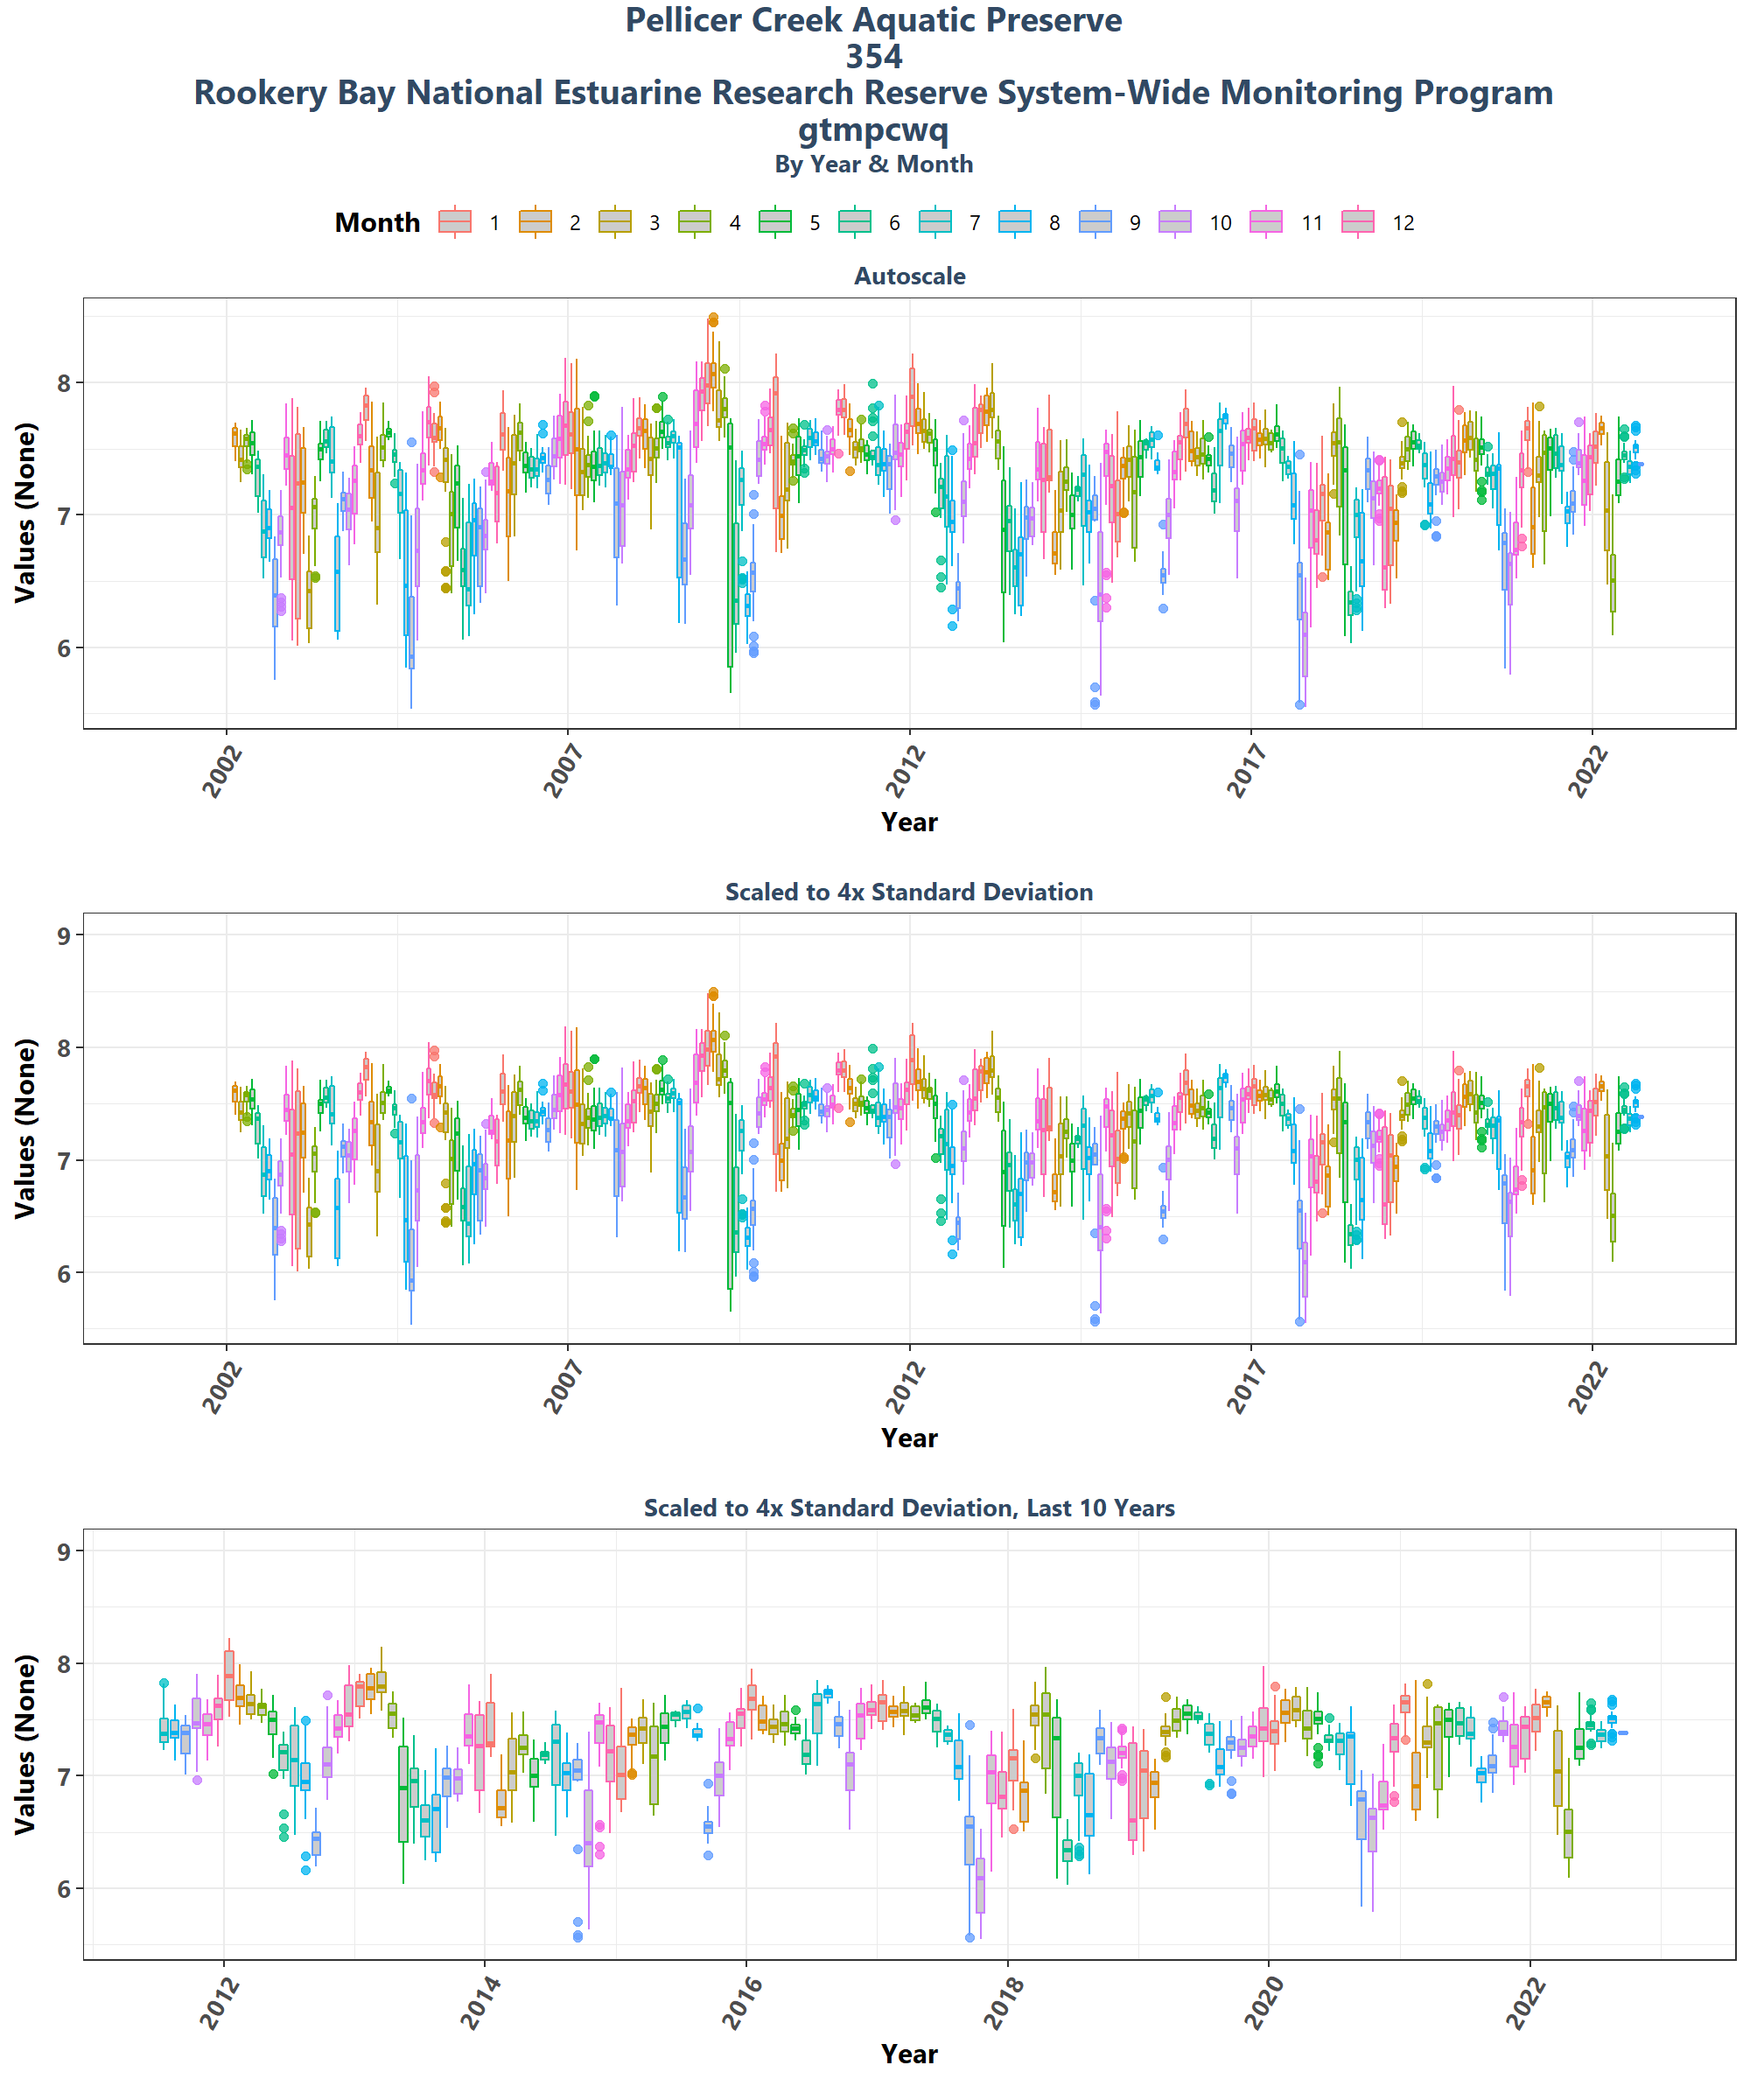 Pellicer Creek Aquatic Preserve
354
Rookery Bay National Estuarine Research Reserve System-Wide Monitoring Program
gtmpcwq
By Year & Month
Month 1 2 3 4 5 6 7 8 9 10 11 12
Autoscale
Values (None)
8
7
6
2002 2007 2012 2017 2022
Year
Scaled to 4x Standard Deviation
Values (None)
9
8
7
6
2002 2007 2012 2017 2022
Year
Scaled to 4x Standard Deviation, Last 10 Years
Values (None)
9
8
7
6
2012 2014 2016 2018 2020 2022
Year